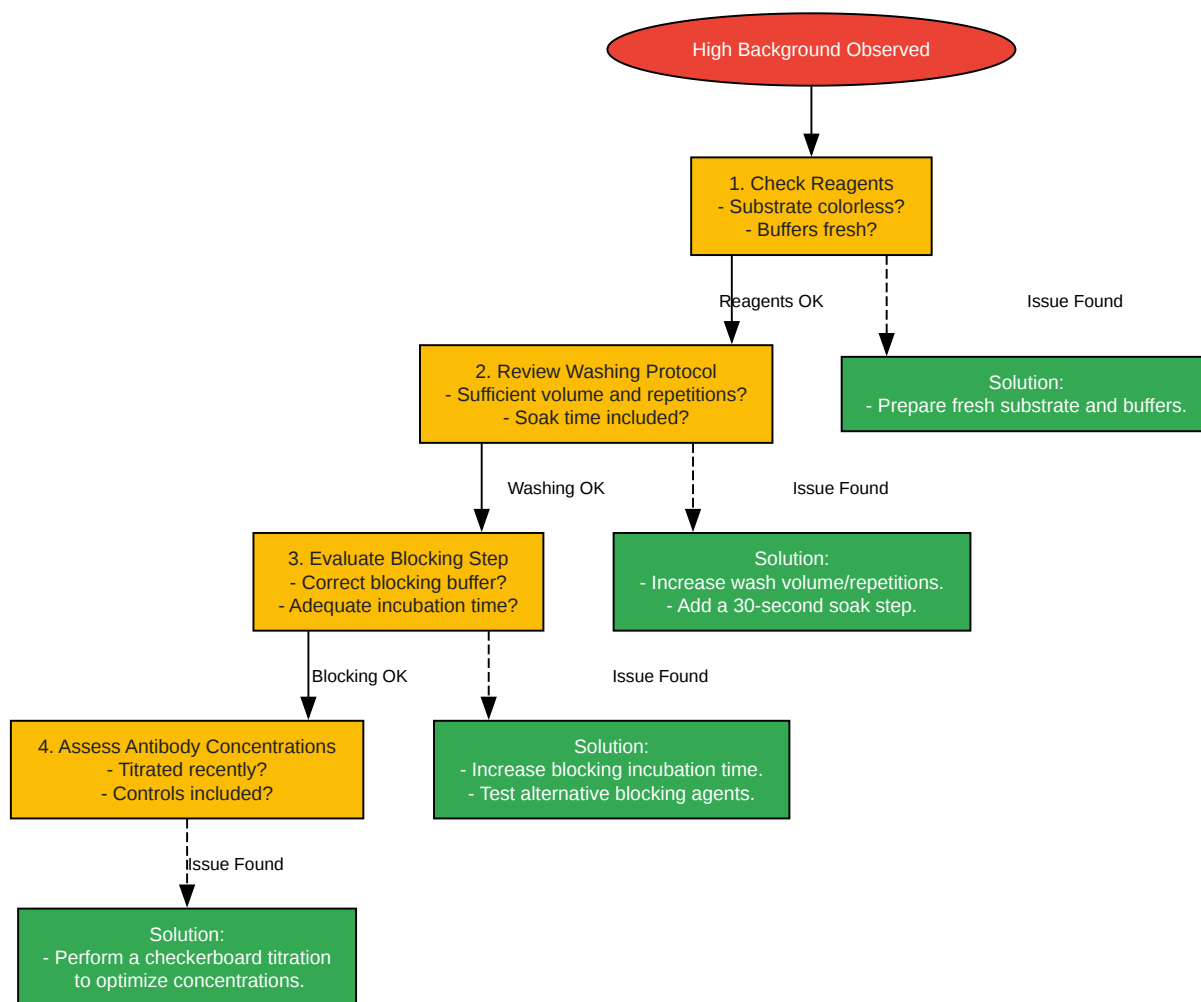 High Background Observed
1. Check Reagents
- Substrate colorless?
- Buffers fresh?
Reagents OK
Issue Found
2. Review Washing Protocol
- Sufficient volume and repetitions?
- Soak time included?
Solution:
- Prepare fresh substrate and buffers.
Washing OK
Issue Found
3. Evaluate Blocking Step
- Correct blocking buffer?
- Adequate incubation time?
Solution:
- Increase wash volume/repetitions.
- Add a 30-second soak step.
Blocking OK
Issue Found
4. Assess Antibody Concentrations
- Titrated recently?
- Controls included?
Solution:
- Increase blocking incubation time.
- Test alternative blocking agents.
Issue Found
Solution:
- Perform a checkerboard titration
to optimize concentrations.